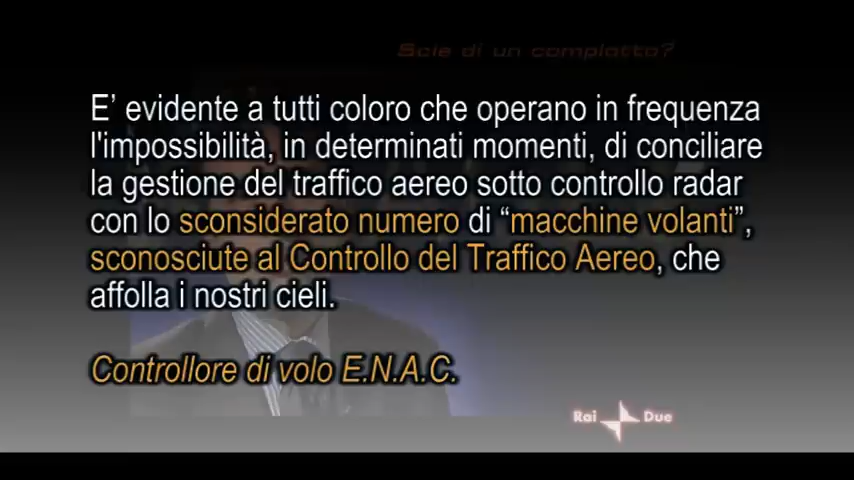 Scie di un complotto?
E' evidente a tutti coloro che operano in frequenza
l'impossibilità, in determinati momenti, di conciliare
la gestione del traffico aereo sotto controllo radar
con lo sconsiderato numero di “macchine volanti”,
sconosciute al Controllo del Traffico Aereo, che
affolla i nostri cieli.
Controllore di volo E.N.A.C.
Rai Due